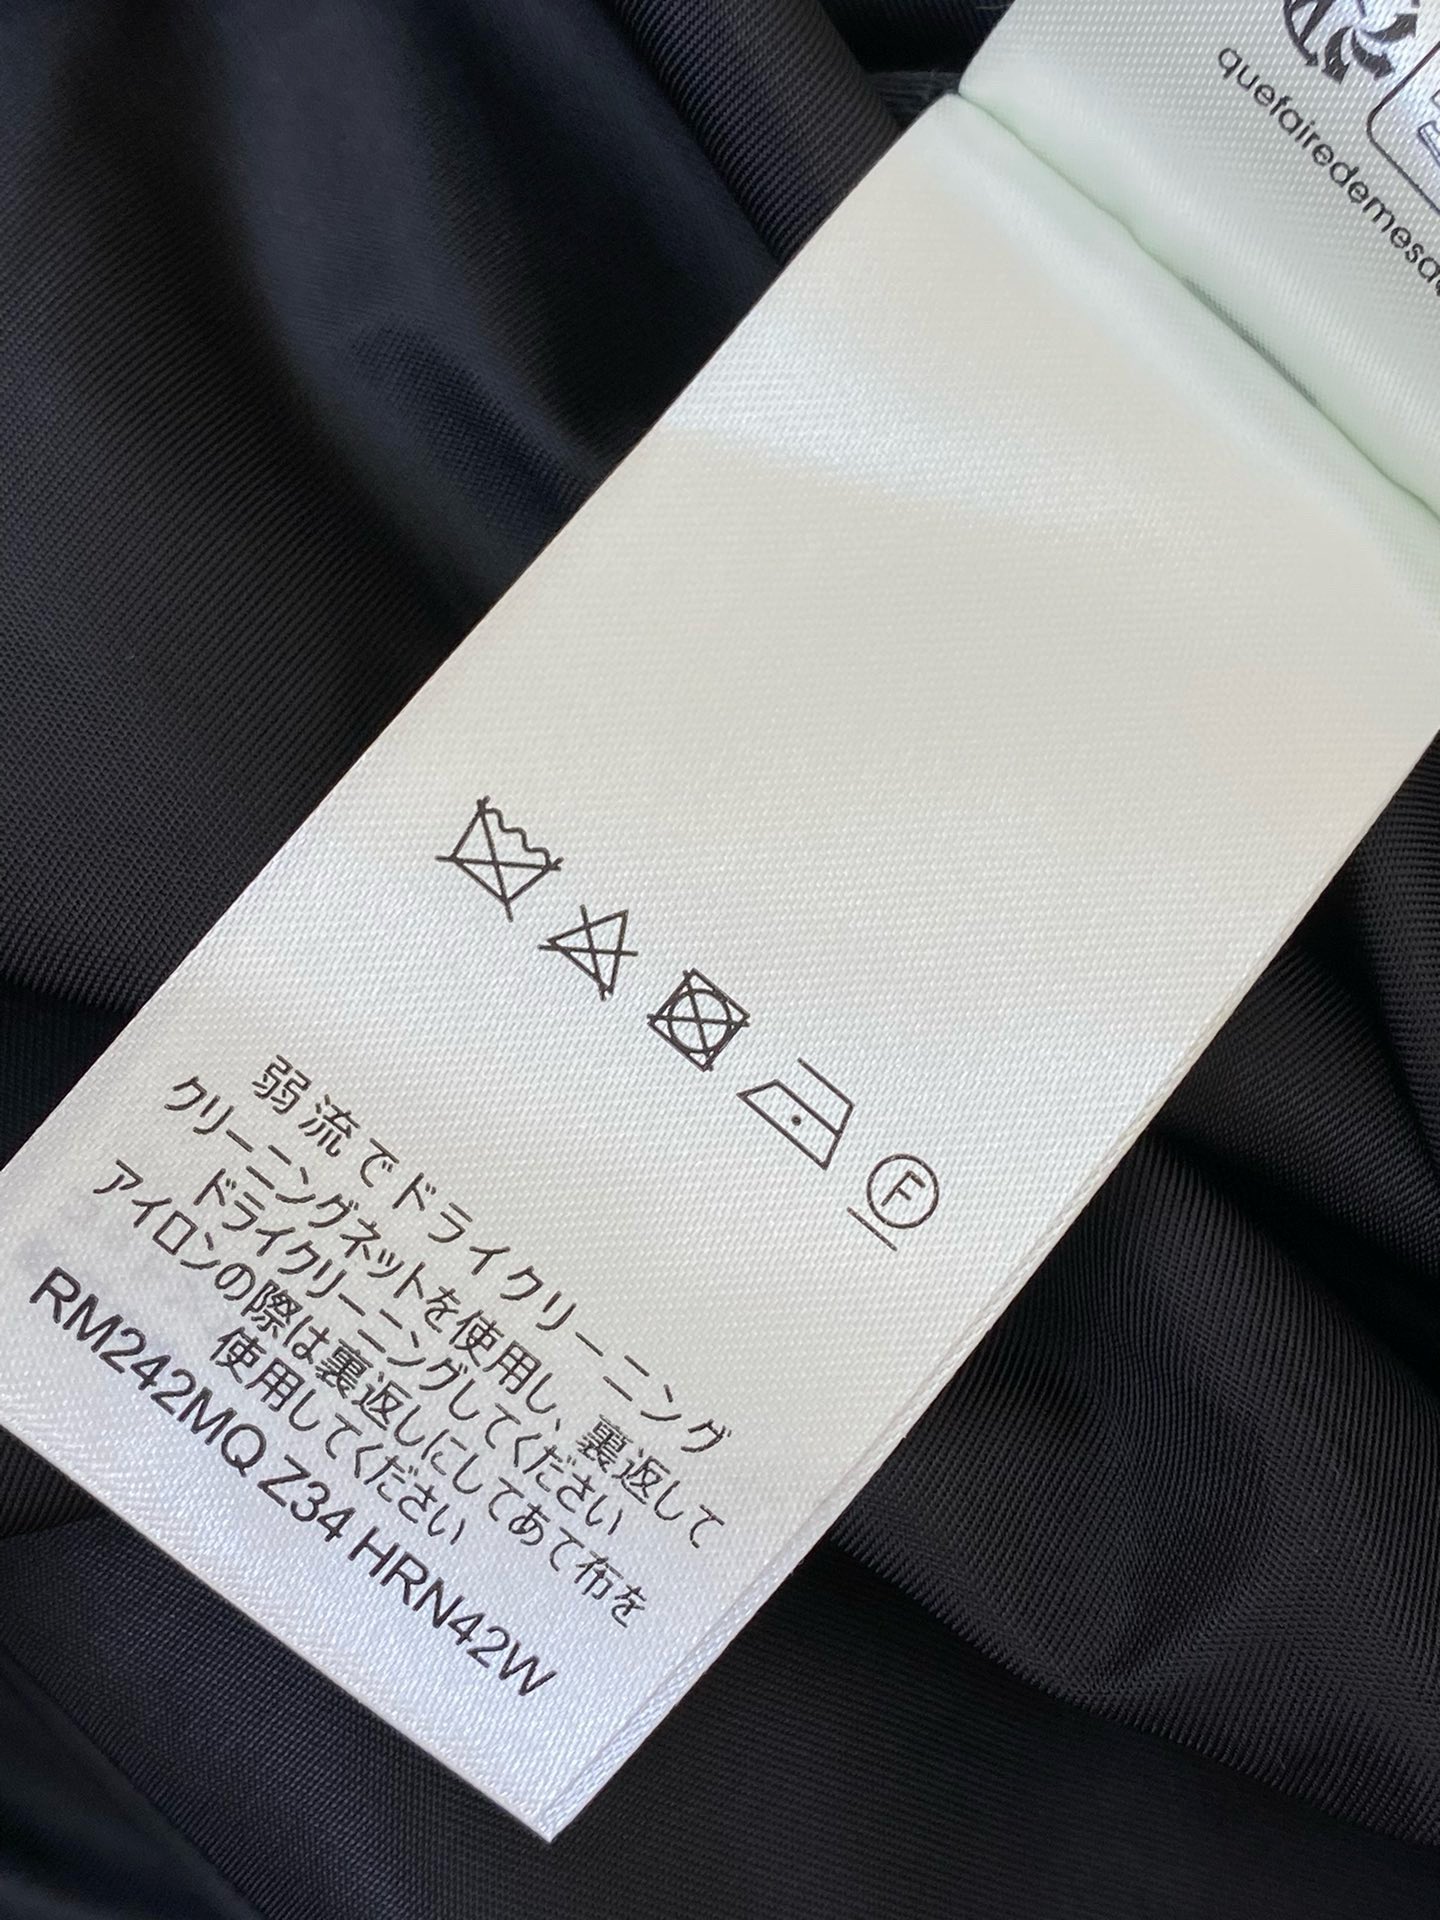 quefairedemesd
F
弱流でドライクリーニング
クリーニングネットを使用し、裏返して
ドライクリーニングしてください
アイロンの際は裏返しにしてあて布を
使用してください
RM242MQ Z34 HRN42W